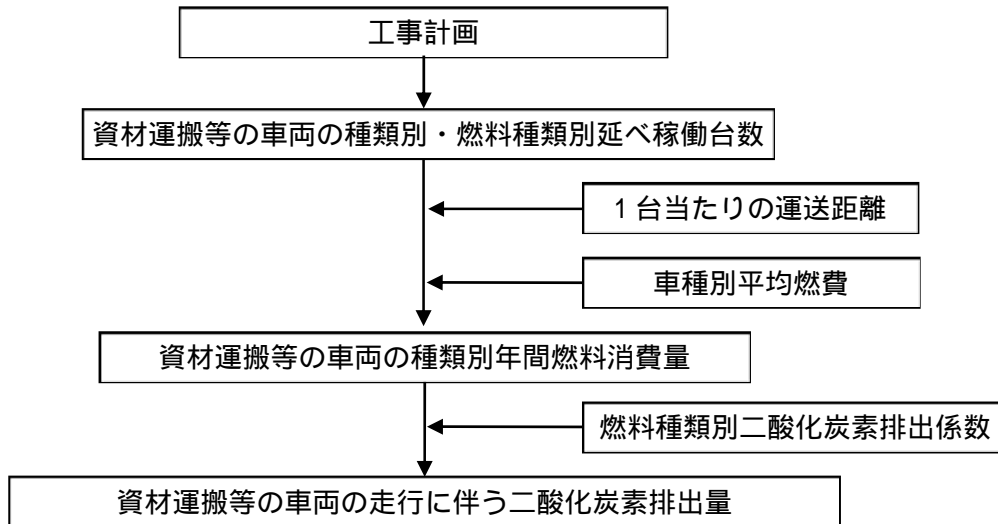 工事計画
資材運搬等の車両の種類別・燃料種類別延べ稼働台数
1台当たりの運送距離
車種別平均燃費
資材運搬等の車両の種類別年間燃料消費量
燃料種類別二酸化炭素排出係数
資材運搬等の車両の走行に伴う二酸化炭素排出量